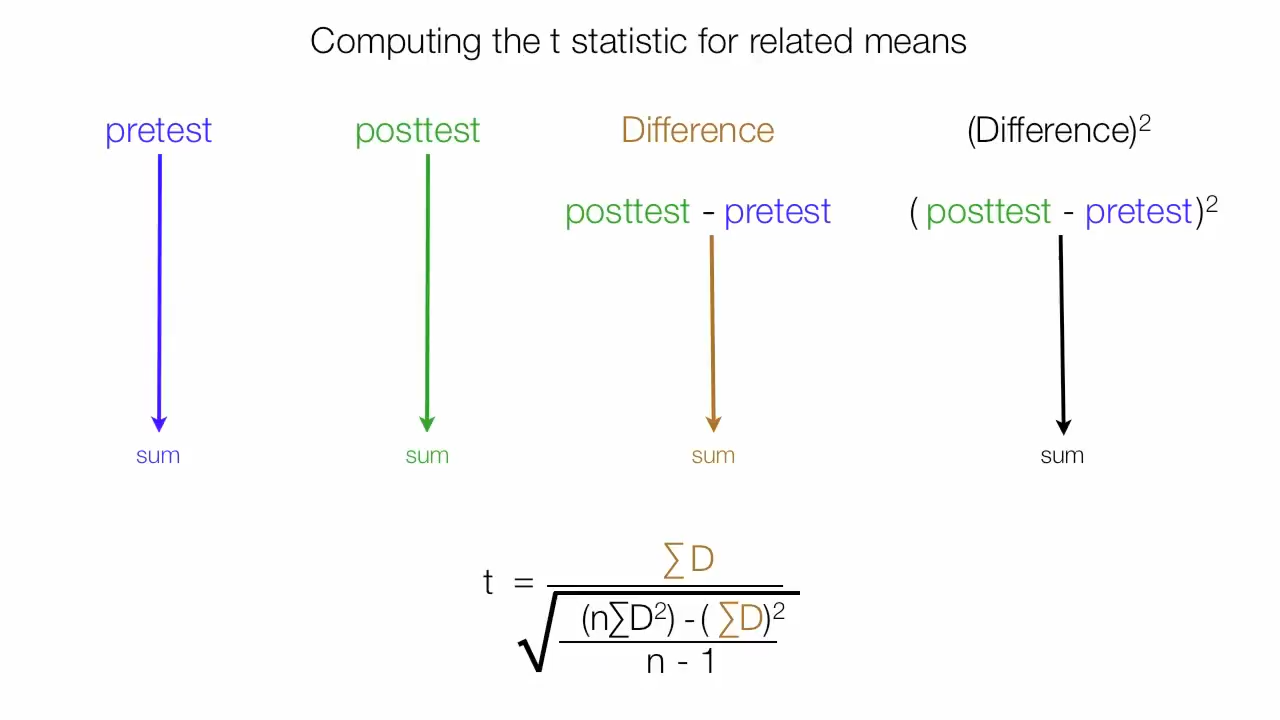 Computing the t statistic for related means
pretest posttest Difference (Difference)²
posttest - pretest ( posttest - pretest)²
sum sum sum sum
∑D
t =
√ (n∑D²) - ( ∑D)²
n - 1